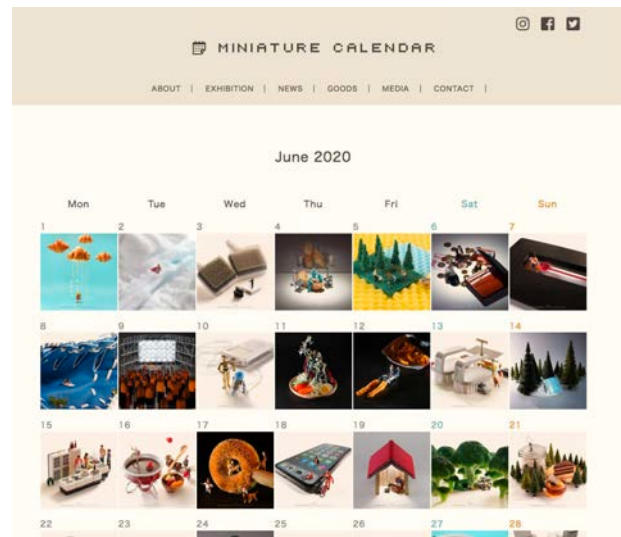 MINIATURE CALENDAR
ABOUT | EXHIBITION | NEWS | GOODS | MEDIA | CONTACT |
June 2020
Mon Tue Wed Thu Fri Sat Sun
1 2 3 4 5 6 7
8 9 10 11 12 13 14
15 16 17 18 19 20 21
22 23 24 25 26 27 28